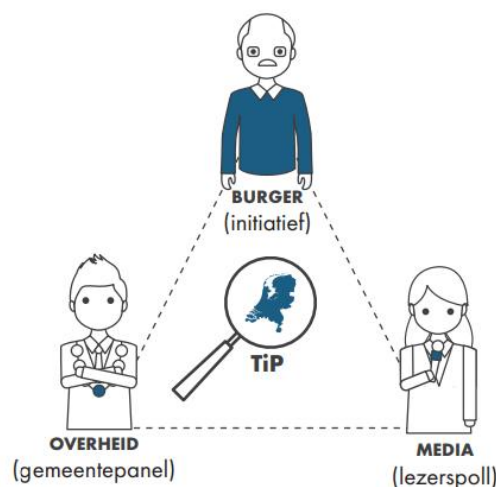 BURGER
(initiatief)
TiP
OVERHEID
(gemeentepanel)
MEDIA
(lezerspoll)